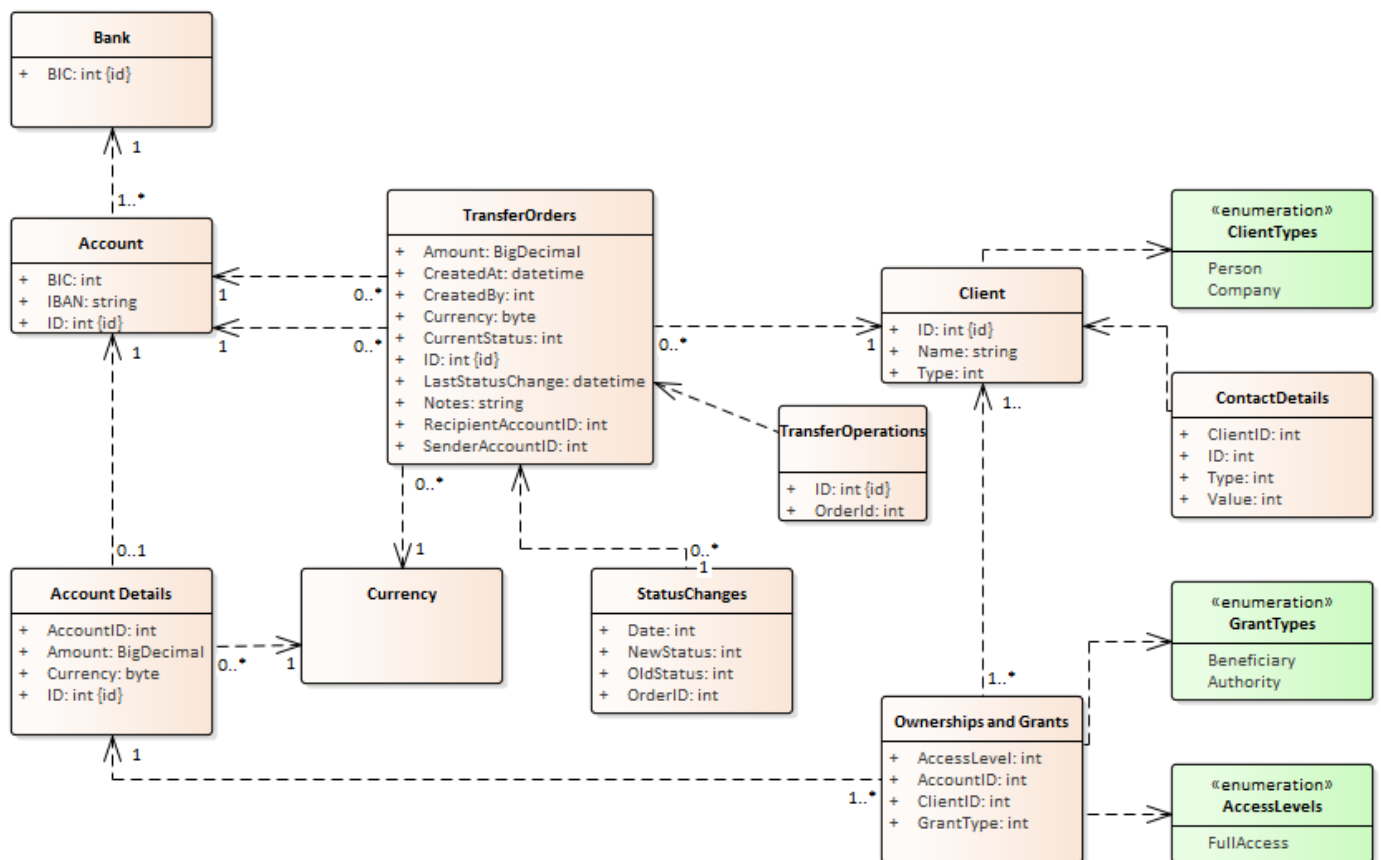 Bank
+ BIC: int {id}
1
1..*
Account
+ BIC: int
+ IBAN: string
+ ID: int {id}
1
0..*
1
0..*
1
0..1
TransferOrders
+ Amount: BigDecimal
+ CreatedAt: datetime
+ CreatedBy: int
+ Currency: byte
+ CurrentStatus: int
+ ID: int {id}
+ LastStatusChange: datetime
+ Notes: string
+ RecipientAccountID: int
+ SenderAccountID: int
0..*
1
0..*
1
Client
+ ID: int {id}
+ Name: string
+ Type: int
1..
1..*
«enumeration»
ClientTypes
Person
Company
ContactDetails
+ ClientID: int
+ ID: int
+ Type: int
+ Value: int
TransferOperations
+ ID: int {id}
+ OrderId: int
Account Details
+ AccountID: int
+ Amount: BigDecimal
+ Currency: byte
+ ID: int {id}
0..*
1
Currency
0..*
1
StatusChanges
+ Date: int
+ NewStatus: int
+ OldStatus: int
+ OrderID: int
«enumeration»
GrantTypes
Beneficiary
Authority
1
1..*
Ownerships and Grants
+ AccessLevel: int
+ AccountID: int
+ ClientID: int
+ GrantType: int
«enumeration»
AccessLevels
FullAccess